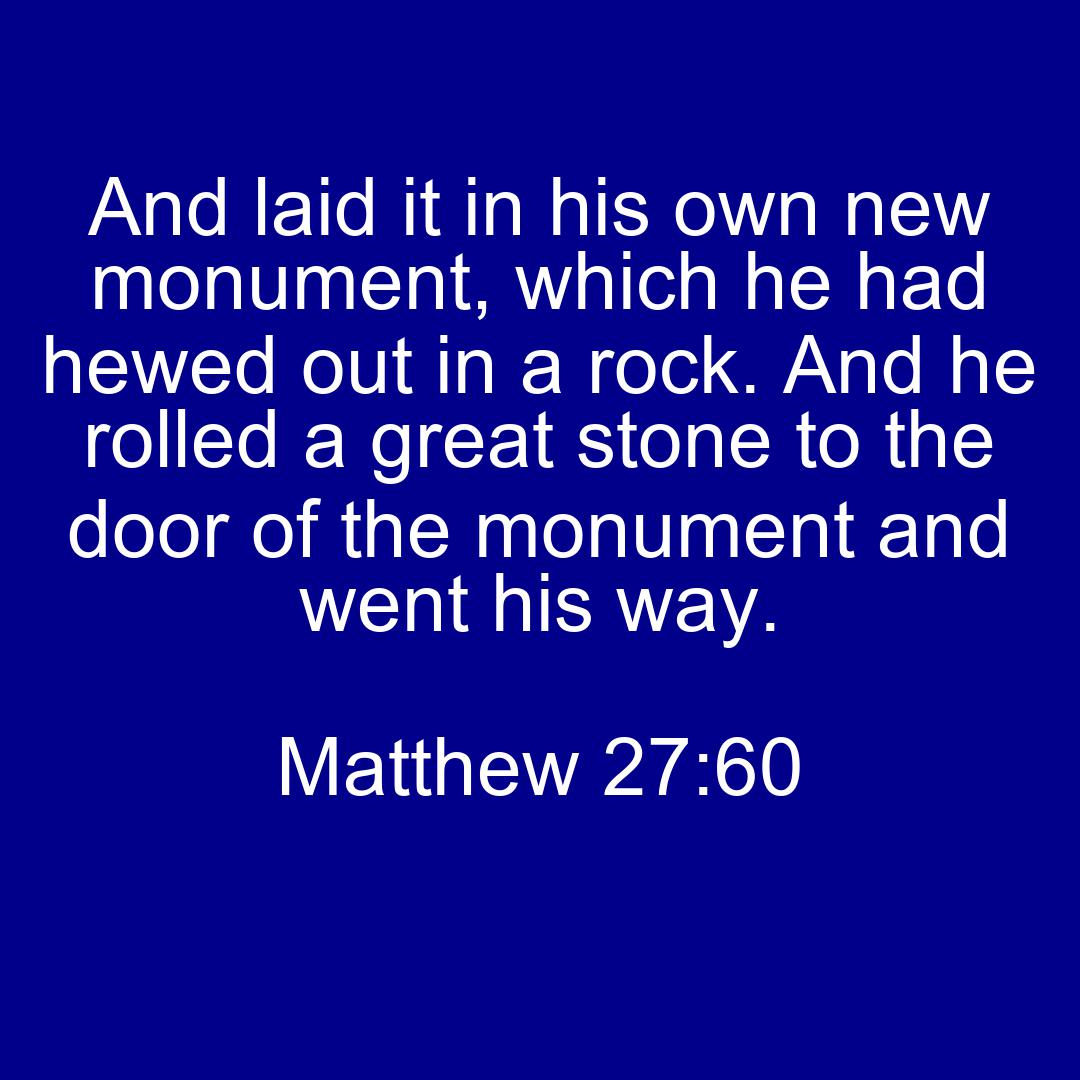 And laid it in his own new
monument, which he had
hewed out in a rock. And he
rolled a great stone to the
door of the monument and
went his way.
Matthew 27:60